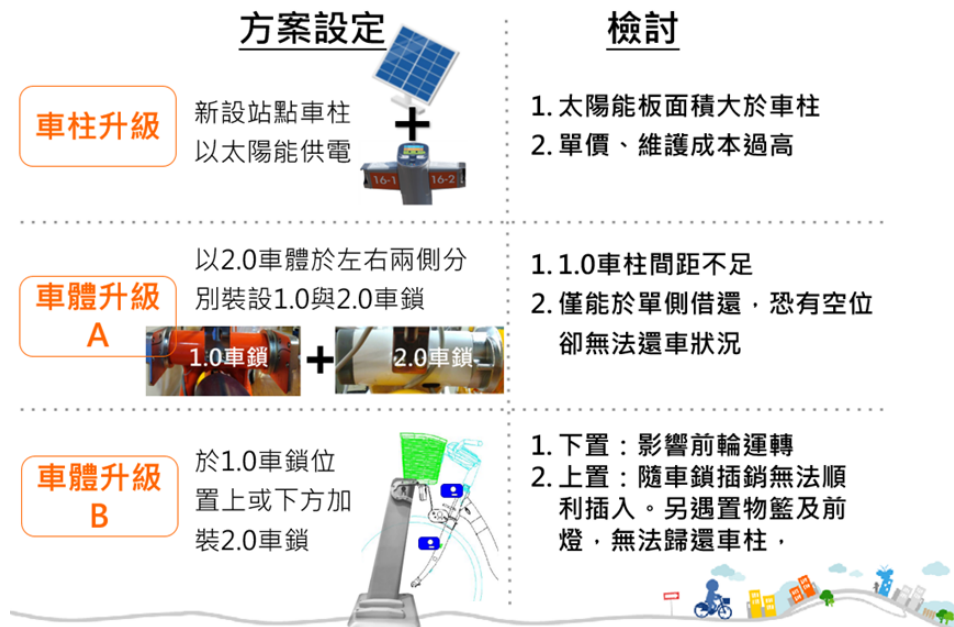 方案設定
檢討
車柱升級
新設站點車柱
以太陽能供電
+
16-1 16-2
1. 太陽能板面積大於車柱
2. 單價、維護成本過高
車體升級
A
以2.0車體於左右兩側分
別裝設1.0與2.0車鎖
1.0車鎖 + 2.0車鎖
1. 1.0車柱間距不足
2. 僅能於單側借還，恐有空位
卻無法還車狀況
車體升級
B
於1.0車鎖位
置上或下方加
裝2.0車鎖
1. 下置：影響前輪運轉
2. 上置：隨車鎖插銷無法順
利插入。另遇置物籃及前
燈，無法歸還車柱，